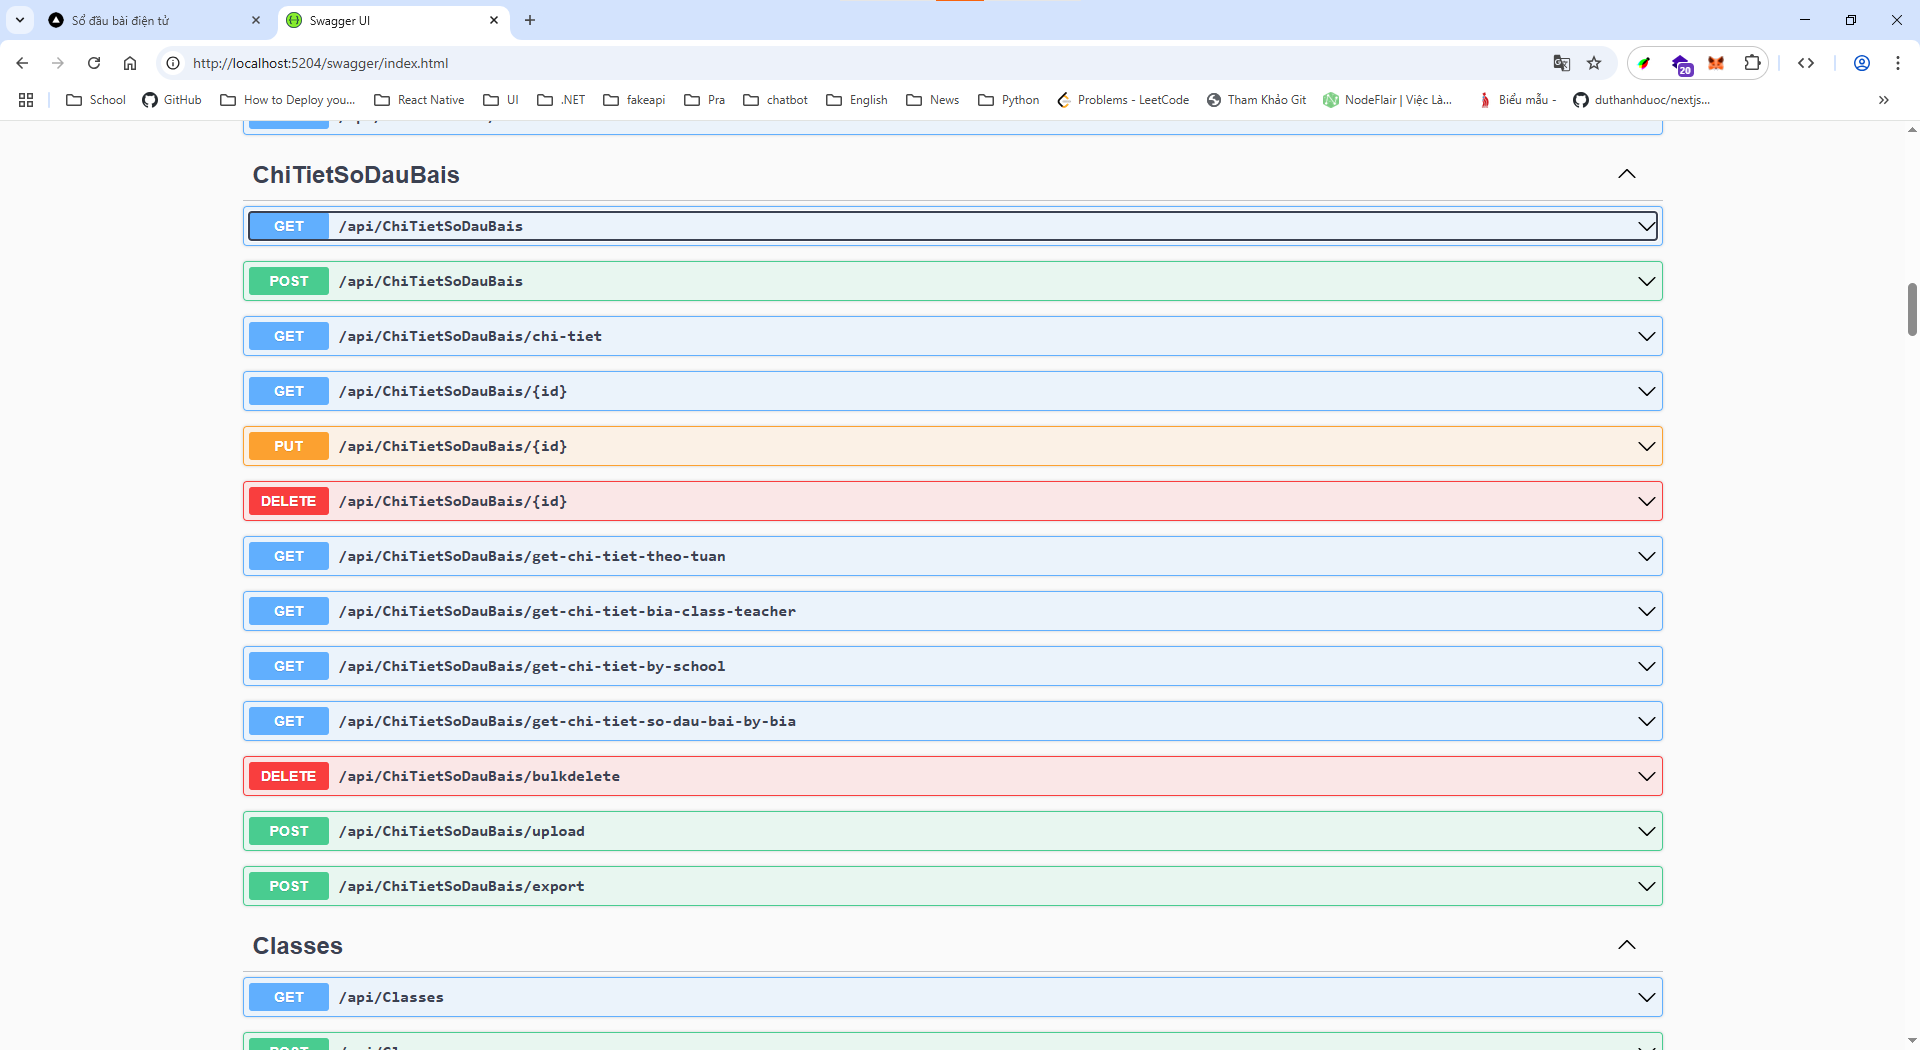 Sổ đầu bài điện tử
Swagger UI
http://localhost:5204/swagger/index.html
20
School
GitHub
How to Deploy you...
React Native
UI
.NET
fakeapi
Pra
chatbot
English
News
Python
Problems - LeetCode
Tham Khảo Git
NodeFlair | Việc Là...
Biểu mẫu -
duthanhduoc/nextjs...
ChiTietSoDauBais
GET /api/ChiTietSoDauBais
POST /api/ChiTietSoDauBais
GET /api/ChiTietSoDauBais/chi-tiet
GET /api/ChiTietSoDauBais/{id}
PUT /api/ChiTietSoDauBais/{id}
DELETE /api/ChiTietSoDauBais/{id}
GET /api/ChiTietSoDauBais/get-chi-tiet-theo-tuan
GET /api/ChiTietSoDauBais/get-chi-tiet-bia-class-teacher
GET /api/ChiTietSoDauBais/get-chi-tiet-by-school
GET /api/ChiTietSoDauBais/get-chi-tiet-so-dau-bai-by-bia
DELETE /api/ChiTietSoDauBais/bulkdelete
POST /api/ChiTietSoDauBais/upload
POST /api/ChiTietSoDauBais/export
Classes
GET /api/Classes
POST